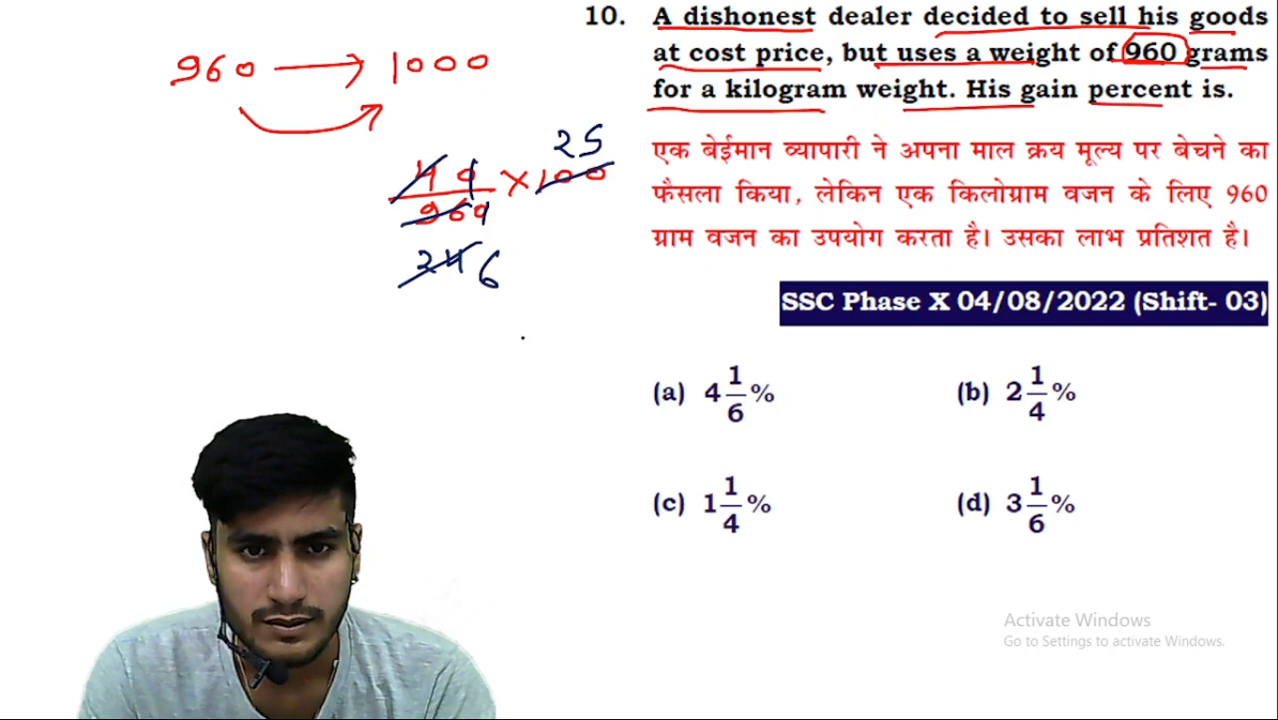 10. A dishonest dealer decided to sell his goods
at cost price, but uses a weight of 960 grams
for a kilogram weight. His gain percent is.
एक बेईमान व्यापारी ने अपना माल क्रय मूल्य पर बेचने का
फैसला किया, लेकिन एक किलोग्राम वजन के लिए 960
ग्राम वजन का उपयोग करता है। उसका लाभ प्रतिशत है।
SSC Phase X 04/08/2022 (Shift- 03)
(a) 4 1/6 % (b) 2 1/4 %
(c) 1 1/4 % (d) 3 1/6 %
960 → 1000
25
40/960 × 100
24 6
Activate Windows
Go to Settings to activate Windows.